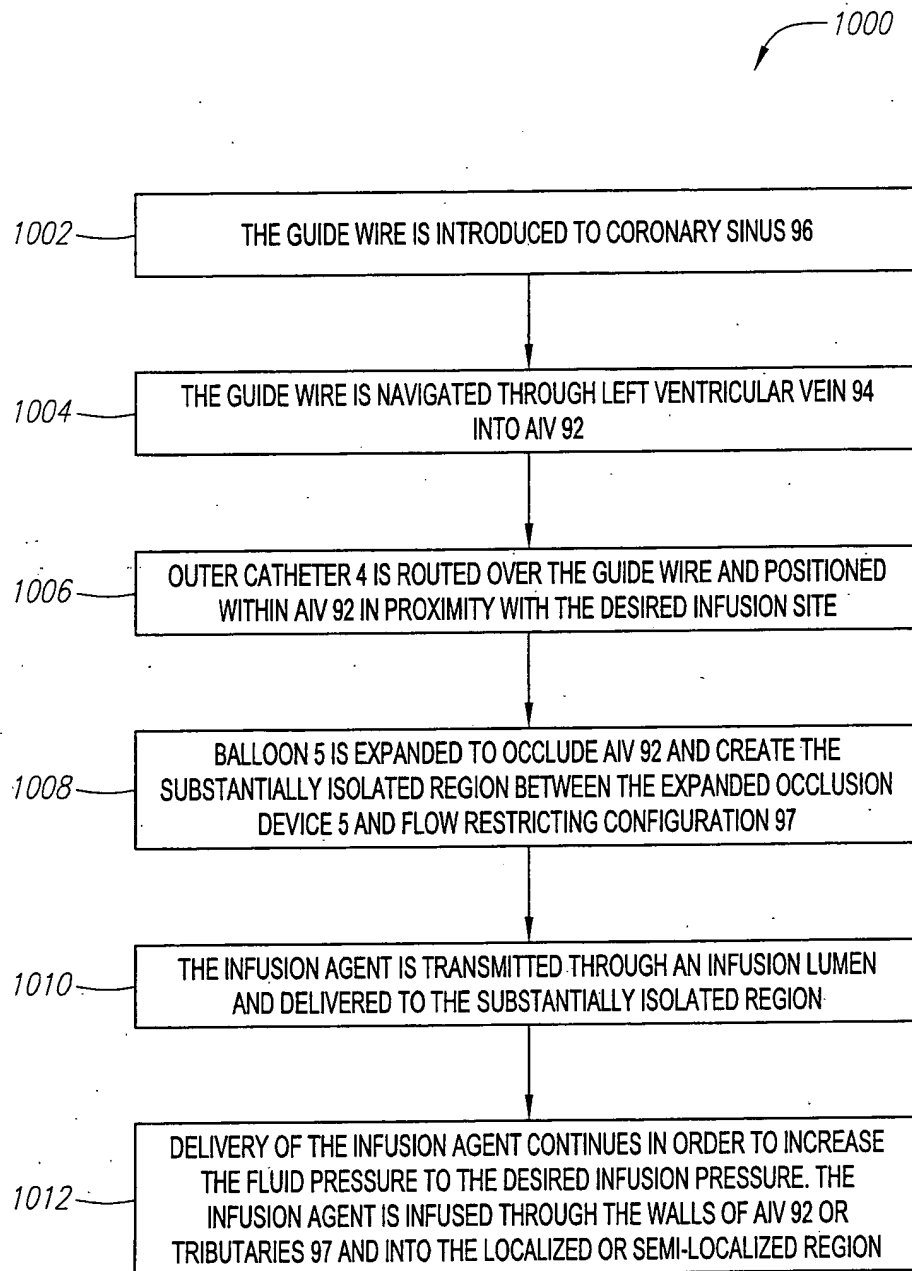 1000
1002
THE GUIDE WIRE IS INTRODUCED TO CORONARY SINUS 96
1004
THE GUIDE WIRE IS NAVIGATED THROUGH LEFT VENTRICULAR VEIN 94
INTO AIV 92
1006
OUTER CATHETER 4 IS ROUTED OVER THE GUIDE WIRE AND POSITIONED
WITHIN AIV 92 IN PROXIMITY WITH THE DESIRED INFUSION SITE
1008
BALLOON 5 IS EXPANDED TO OCCLUDE AIV 92 AND CREATE THE
SUBSTANTIALLY ISOLATED REGION BETWEEN THE EXPANDED OCCLUSION
DEVICE 5 AND FLOW RESTRICTING CONFIGURATION 97
1010
THE INFUSION AGENT IS TRANSMITTED THROUGH AN INFUSION LUMEN
AND DELIVERED TO THE SUBSTANTIALLY ISOLATED REGION
1012
DELIVERY OF THE INFUSION AGENT CONTINUES IN ORDER TO INCREASE
THE FLUID PRESSURE TO THE DESIRED INFUSION PRESSURE. THE
INFUSION AGENT IS INFUSED THROUGH THE WALLS OF AIV 92 OR
TRIBUTARIES 97 AND INTO THE LOCALIZED OR SEMI-LOCALIZED REGION